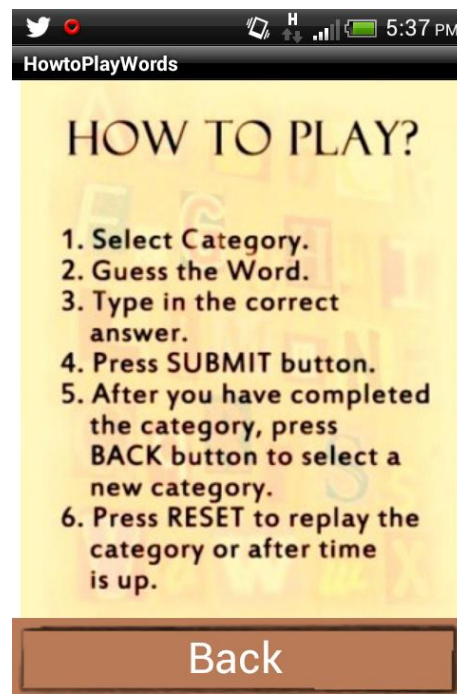 H
5:37 PM
HowtoPlayWords
HOW TO PLAY?
1. Select Category.
2. Guess the Word.
3. Type in the correct
answer.
4. Press SUBMIT button.
5. After you have completed
the category, press
BACK button to select a
new category.
6. Press RESET to replay the
category or after time
is up.
Back